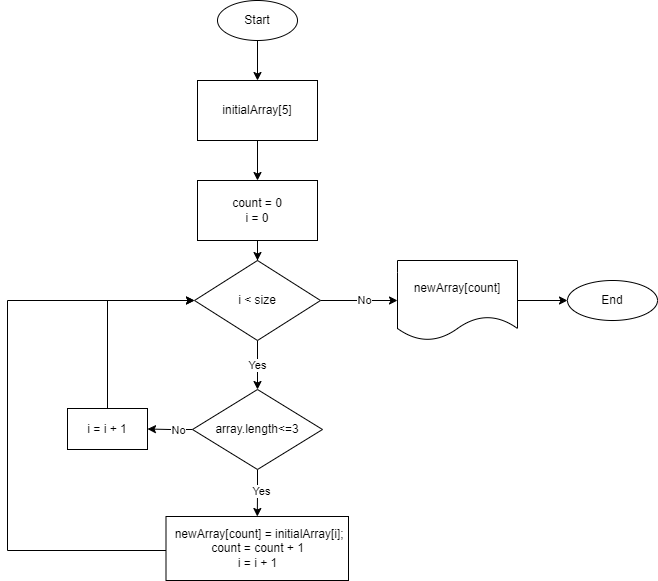 Start
initialArray[5]
count = 0
i = 0
i < size
No
newArray[count]
End
Yes
array.length<=3
No
i = i + 1
Yes
newArray[count] = initialArray[i];
count = count + 1
i = i + 1